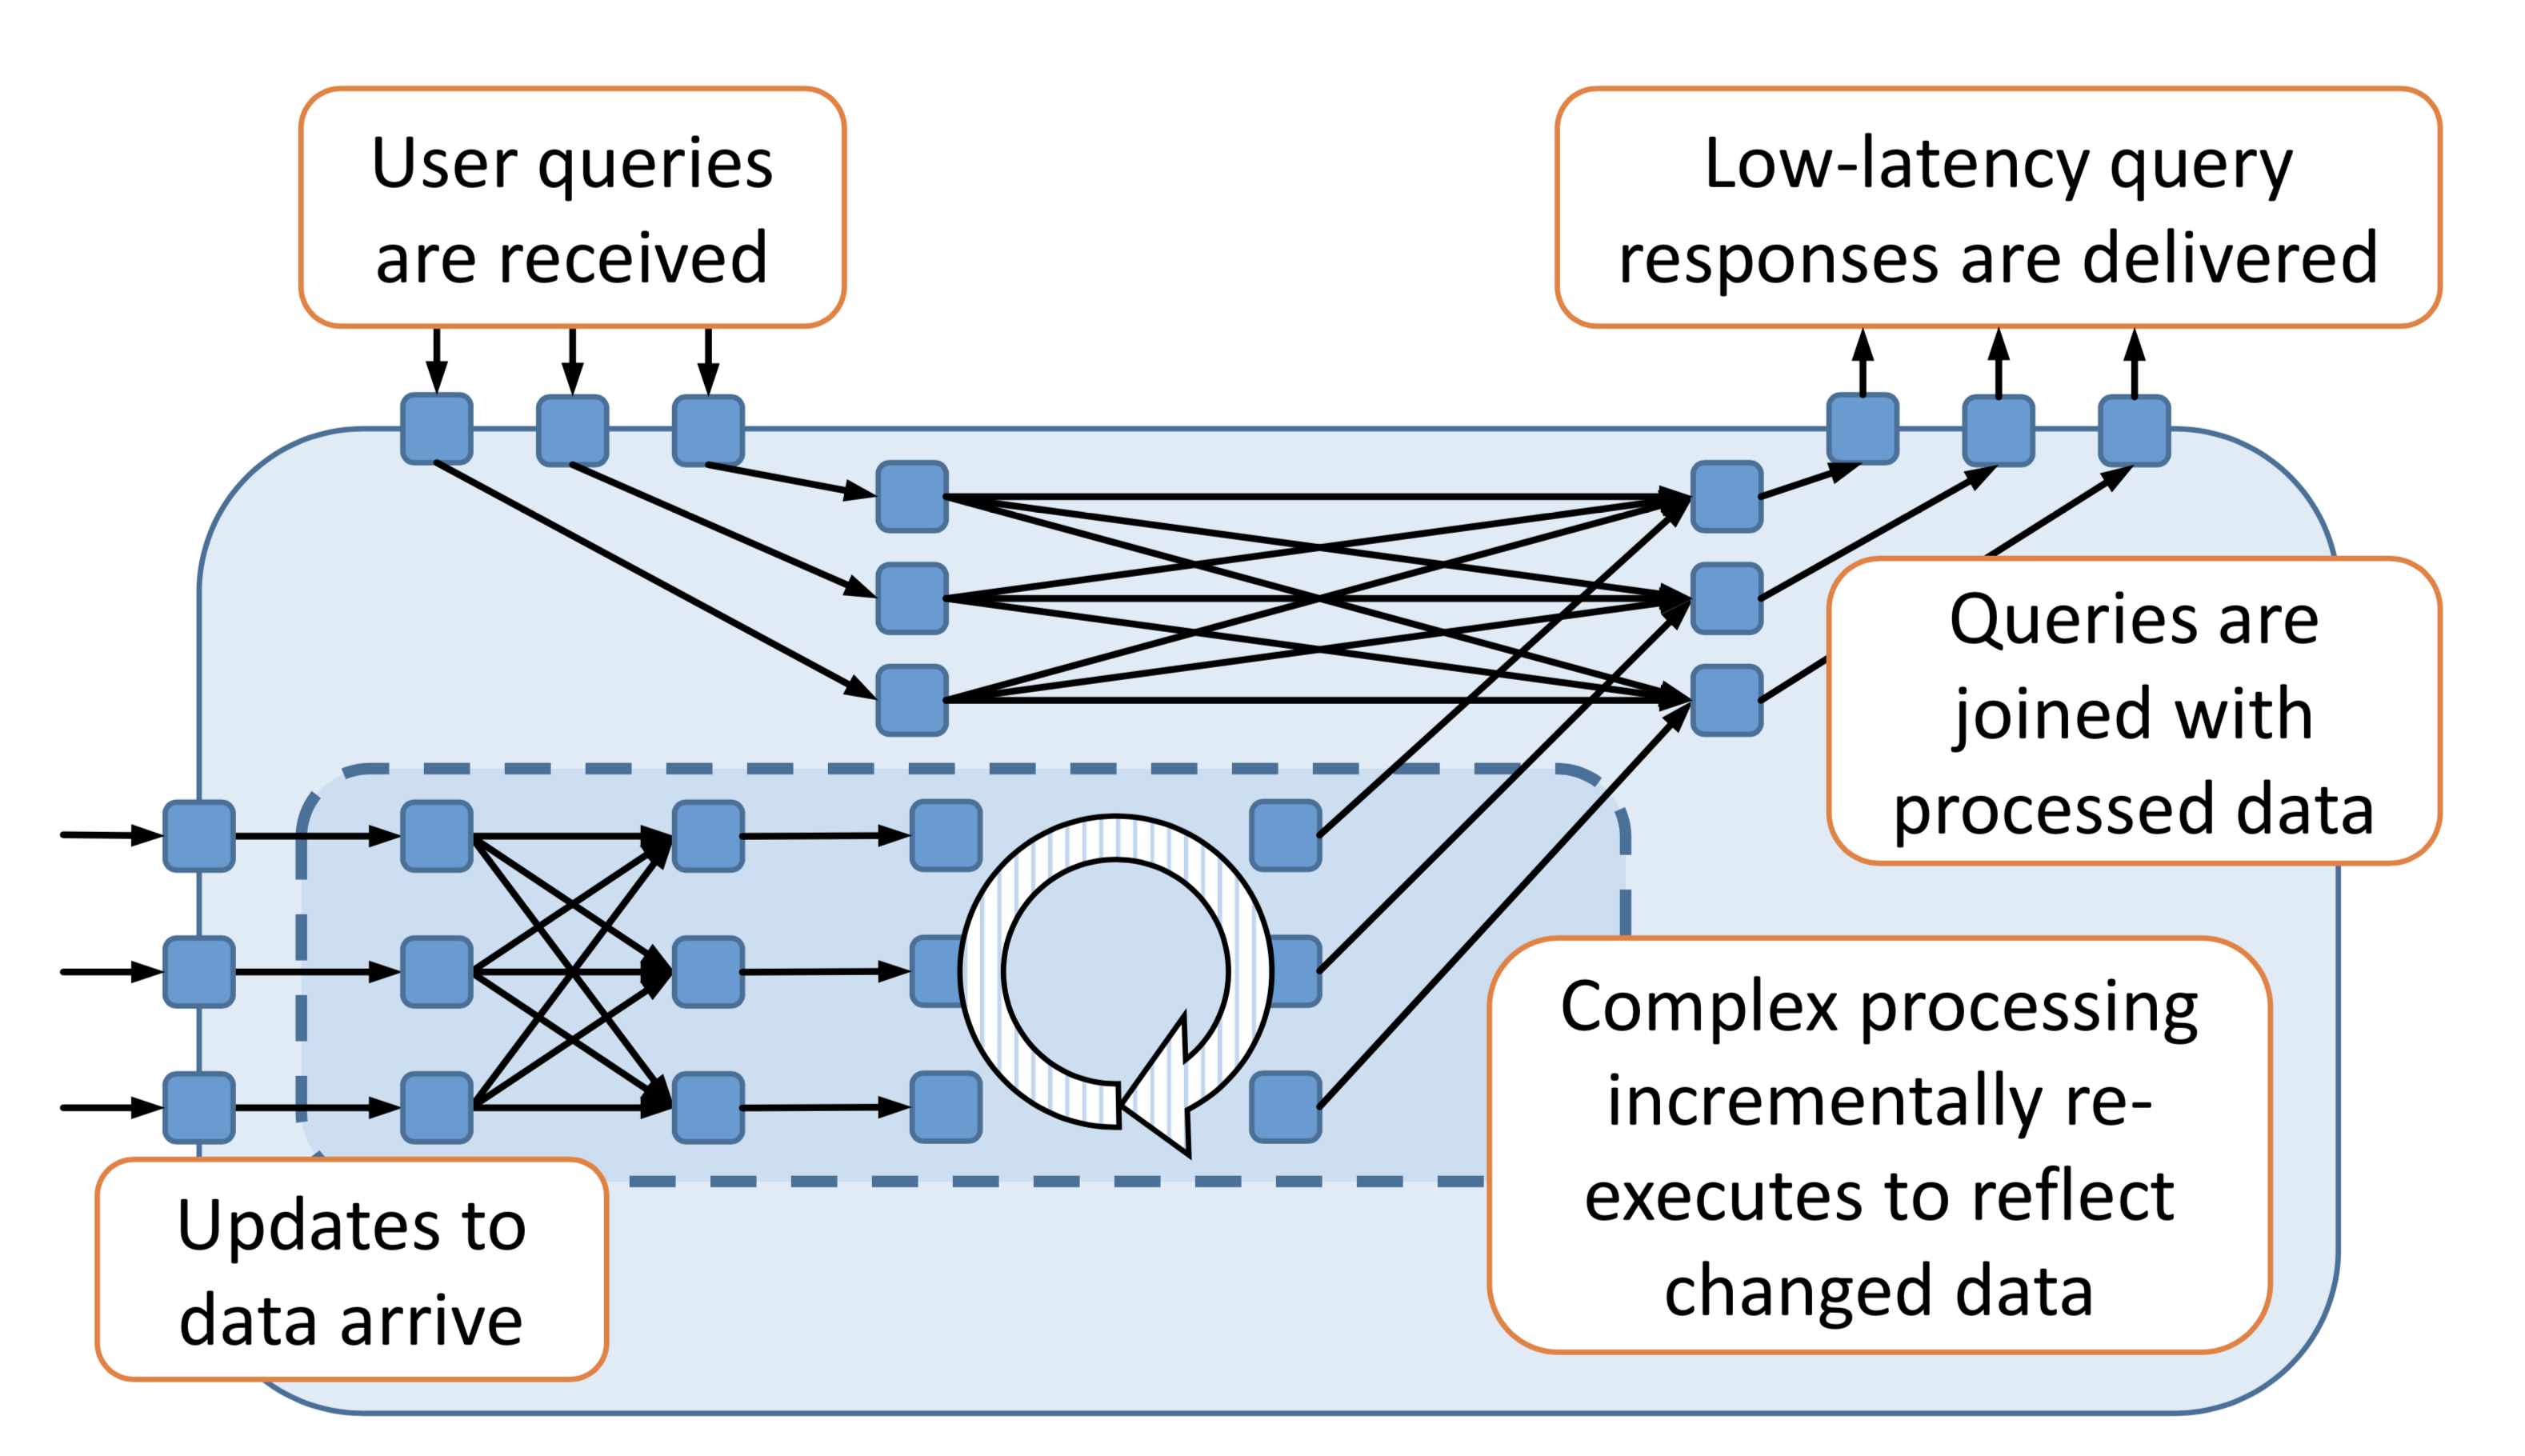 User queries
are received
Low-latency query
responses are delivered
Queries are
joined with
processed data
Complex processing
incrementally re-
executes to reflect
changed data
Updates to
data arrive